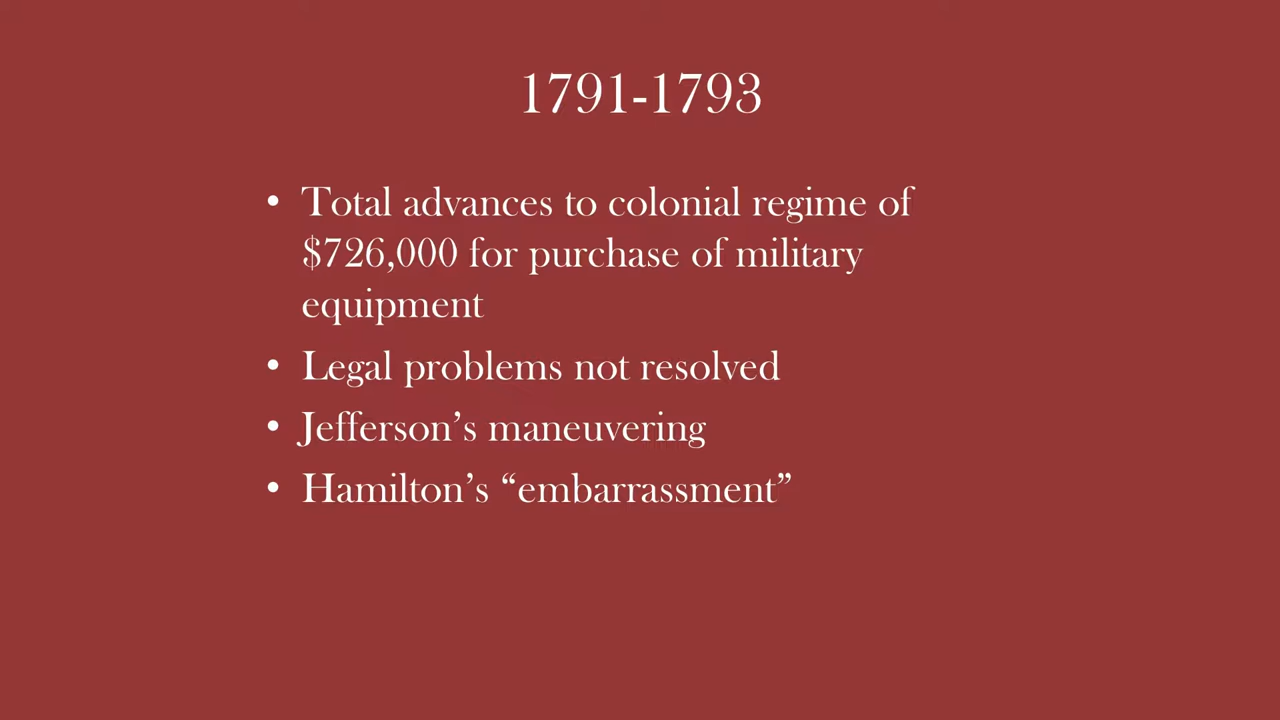 1791-1793
• Total advances to colonial regime of
$726,000 for purchase of military
equipment
• Legal problems not resolved
• Jefferson’s maneuvering
• Hamilton’s “embarrassment”